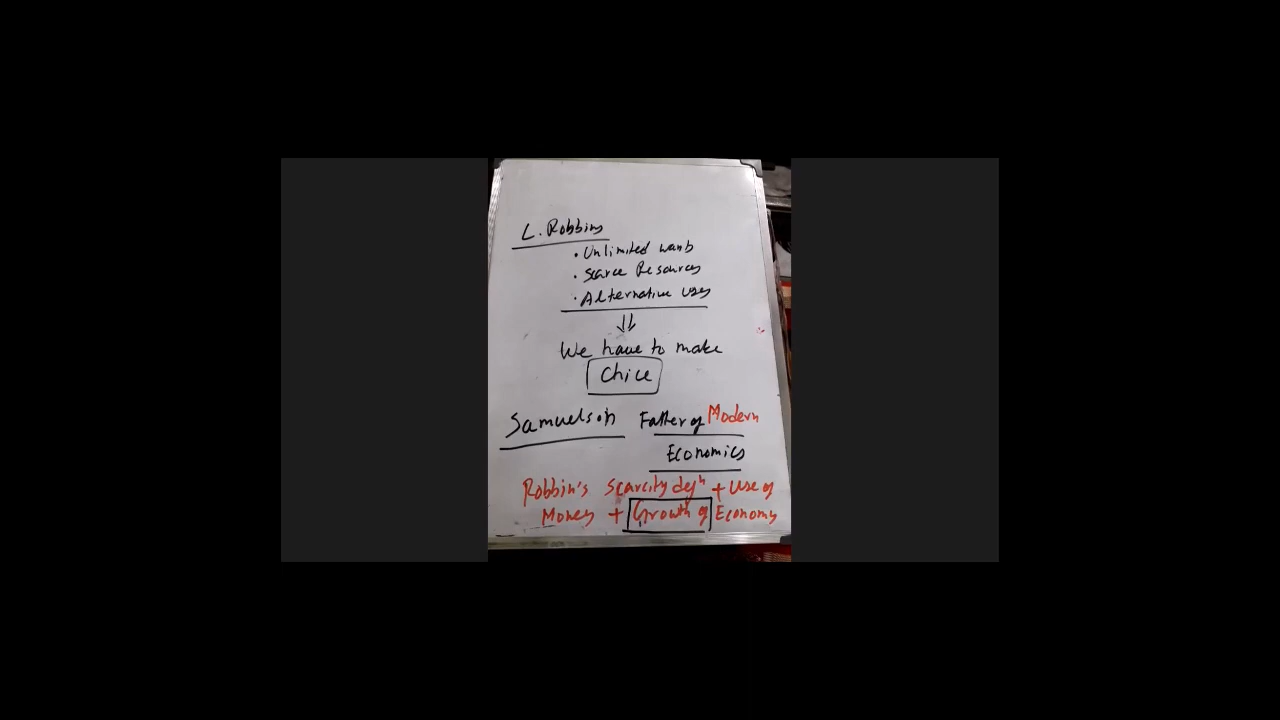 L. Robbins
• Unlimited wants
• Scarce Resources
• Alternative uses
We have to make
Chice
Samuelson Father of Modern
Economics
Robbin's Scarcity defn + Use of
Money + Growth of Economy